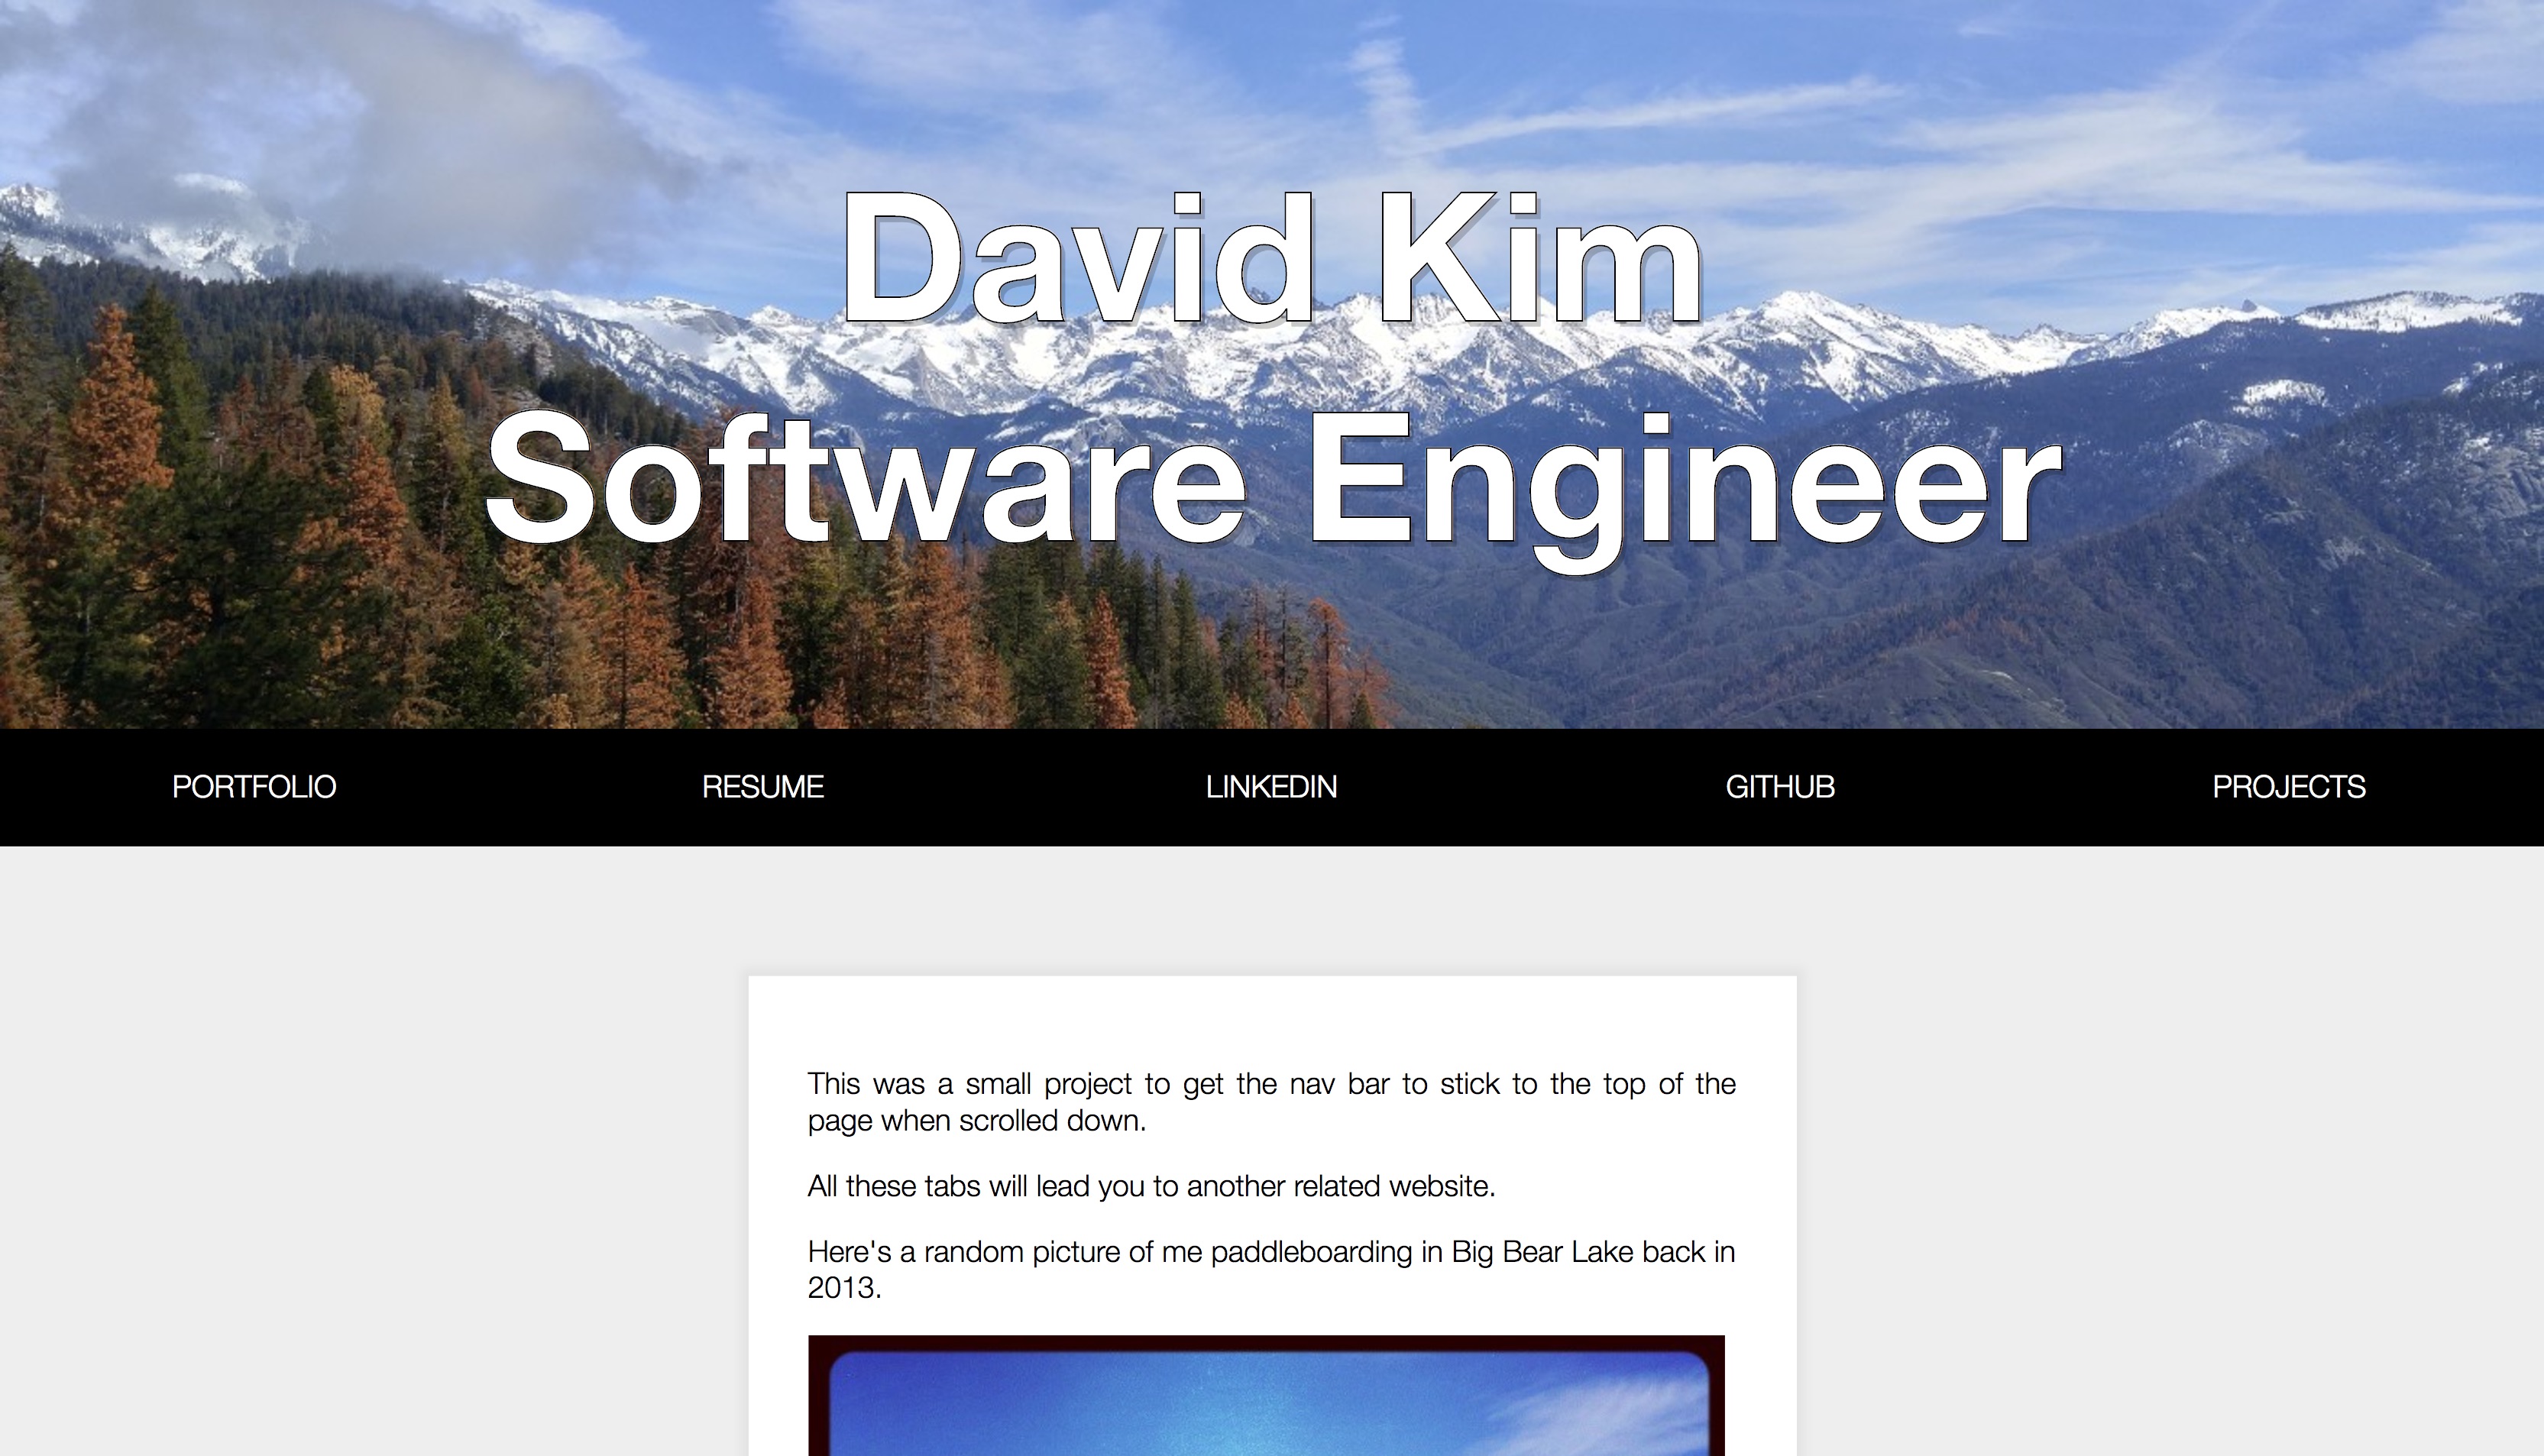 David Kim
Software Engineer
PORTFOLIO RESUME LINKEDIN GITHUB PROJECTS
This was a small project to get the nav bar to stick to the top of the
page when scrolled down.
All these tabs will lead you to another related website.
Here's a random picture of me paddleboarding in Big Bear Lake back in
2013.